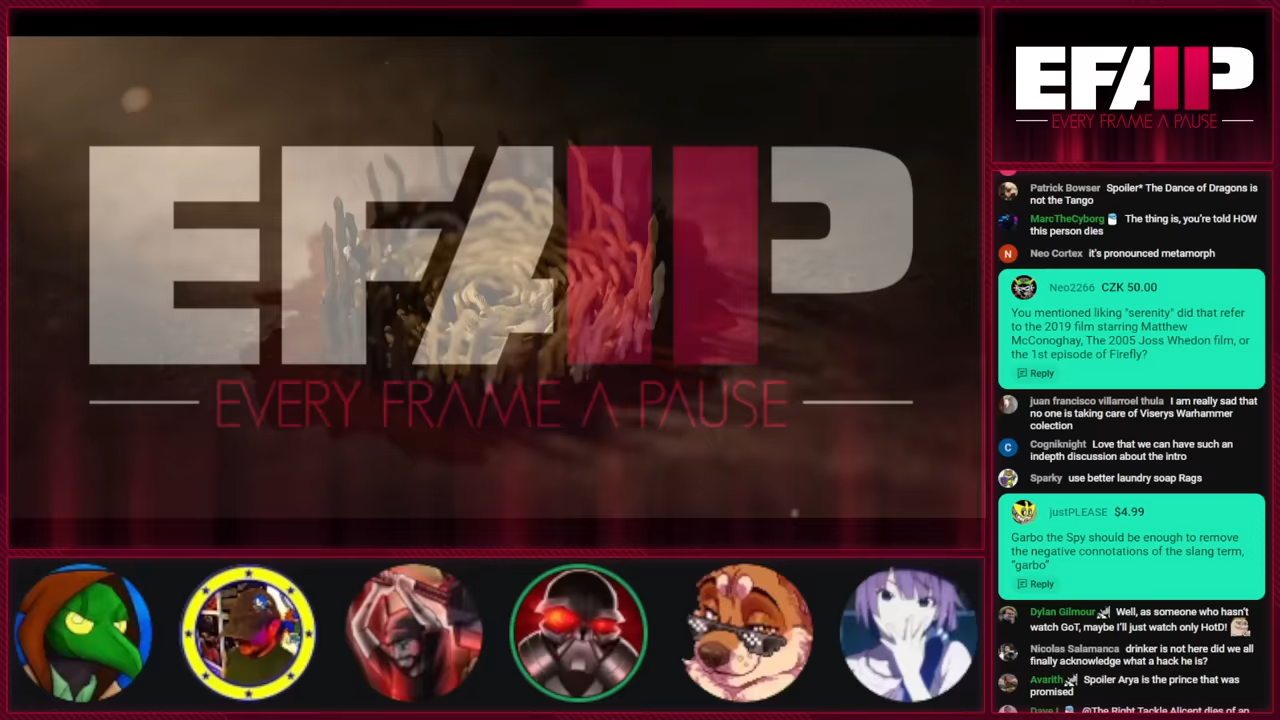 EFAP
EVERY FRAME A PAUSE
EFAP
EVERY FRAME A PAUSE
Patrick Bowser Spoiler* The Dance of Dragons is
not the Tango
MarcTheCyborg The thing is, you're told HOW
this person dies
N
Neo Cortex it's pronounced metamorph
Neo2266 CZK 50.00
You mentioned liking "serenity" did that refer
to the 2019 film starring Matthew
McConoghay, The 2005 Joss Whedon film, or
the 1st episode of Firefly?
Reply
juan francisco villarroel thula I am really sad that
no one is taking care of Viserys Warhammer
colection
C
Cogniknight Love that we can have such an
indepth discussion about the intro
Sparky use better laundry soap Rags
justPLEASE $4.99
Garbo the Spy should be enough to remove
the negative connotations of the slang term,
"garbo"
Reply
Dylan Gilmour Well, as someone who hasn't
watch GoT, maybe I'll just watch only HotD!
Nicolas Salamanca drinker is not here did we all
finally acknowledge what a hack he is?
Avarith Spoiler Arya is the prince that was
promised
Dave L @The Right Tackle Alicent dies of an